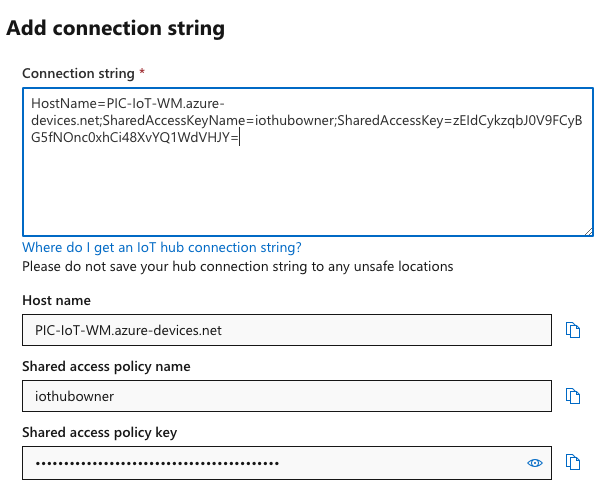 Add connection string
Connection string *
HostName=PIC-IoT-WM.azure-
devices.net;SharedAccessKeyName=iothubowner;SharedAccessKey=zEIdCykzqbJ0V9FCyB
G5fNOnc0xhCi48XvYQ1WdVHJY=
Where do I get an IoT hub connection string?
Please do not save your hub connection string to any unsafe locations
Host name
PIC-IoT-WM.azure-devices.net
Shared access policy name
iothubowner
Shared access policy key
••••••••••••••••••••••••••••••••••••••••••••